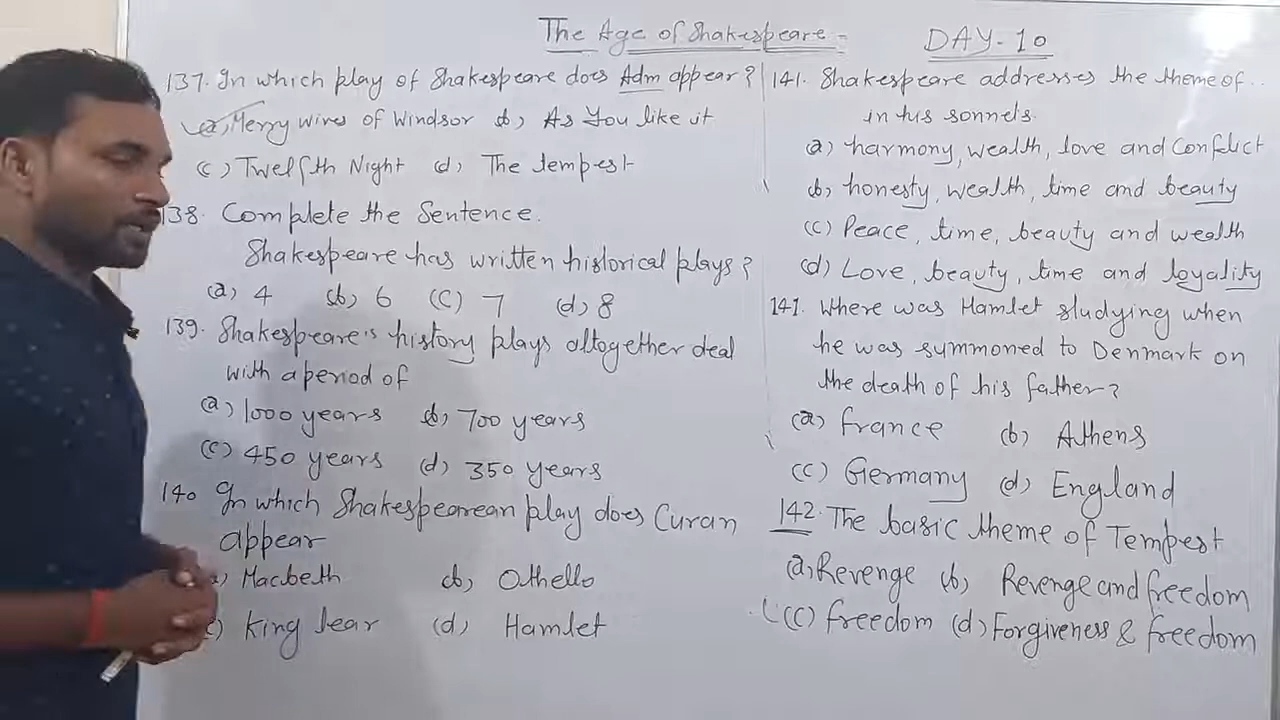 The Age of Shakespeare -
DAY-10
137. In which play of Shakespeare does Adm appear?
(a) Merry wives of Windsor (b) As You like it
(c) Twelfth Night (d) The tempest
138. Complete the Sentence.
Shakespeare has written historical plays?
(a) 4 (b) 6 (c) 7 (d) 8
139. Shakespeare's history plays altogether deal
with a period of
(a) 1000 years (b) 700 years
(c) 450 years (d) 350 years
140 In which Shakespearean play does Curan
appear
a) Macbeth (b) Othello
c) King Lear (d) Hamlet
141. Shakespeare addresses the theme of ..
in his sonnets.
(a) harmony, wealth, love and Conflict
(b) honesty, wealth, time and beauty
(c) Peace, time, beauty and wealth
(d) Love, beauty, time and loyality
141. Where was Hamlet studying when
he was summoned to Denmark on
the death of his father?
(a) France (b) Athens
(c) Germany (d) England
142. The basic theme of Tempest
(a) Revenge (b) Revenge and freedom
(c) freedom (d) Forgiveness & freedom